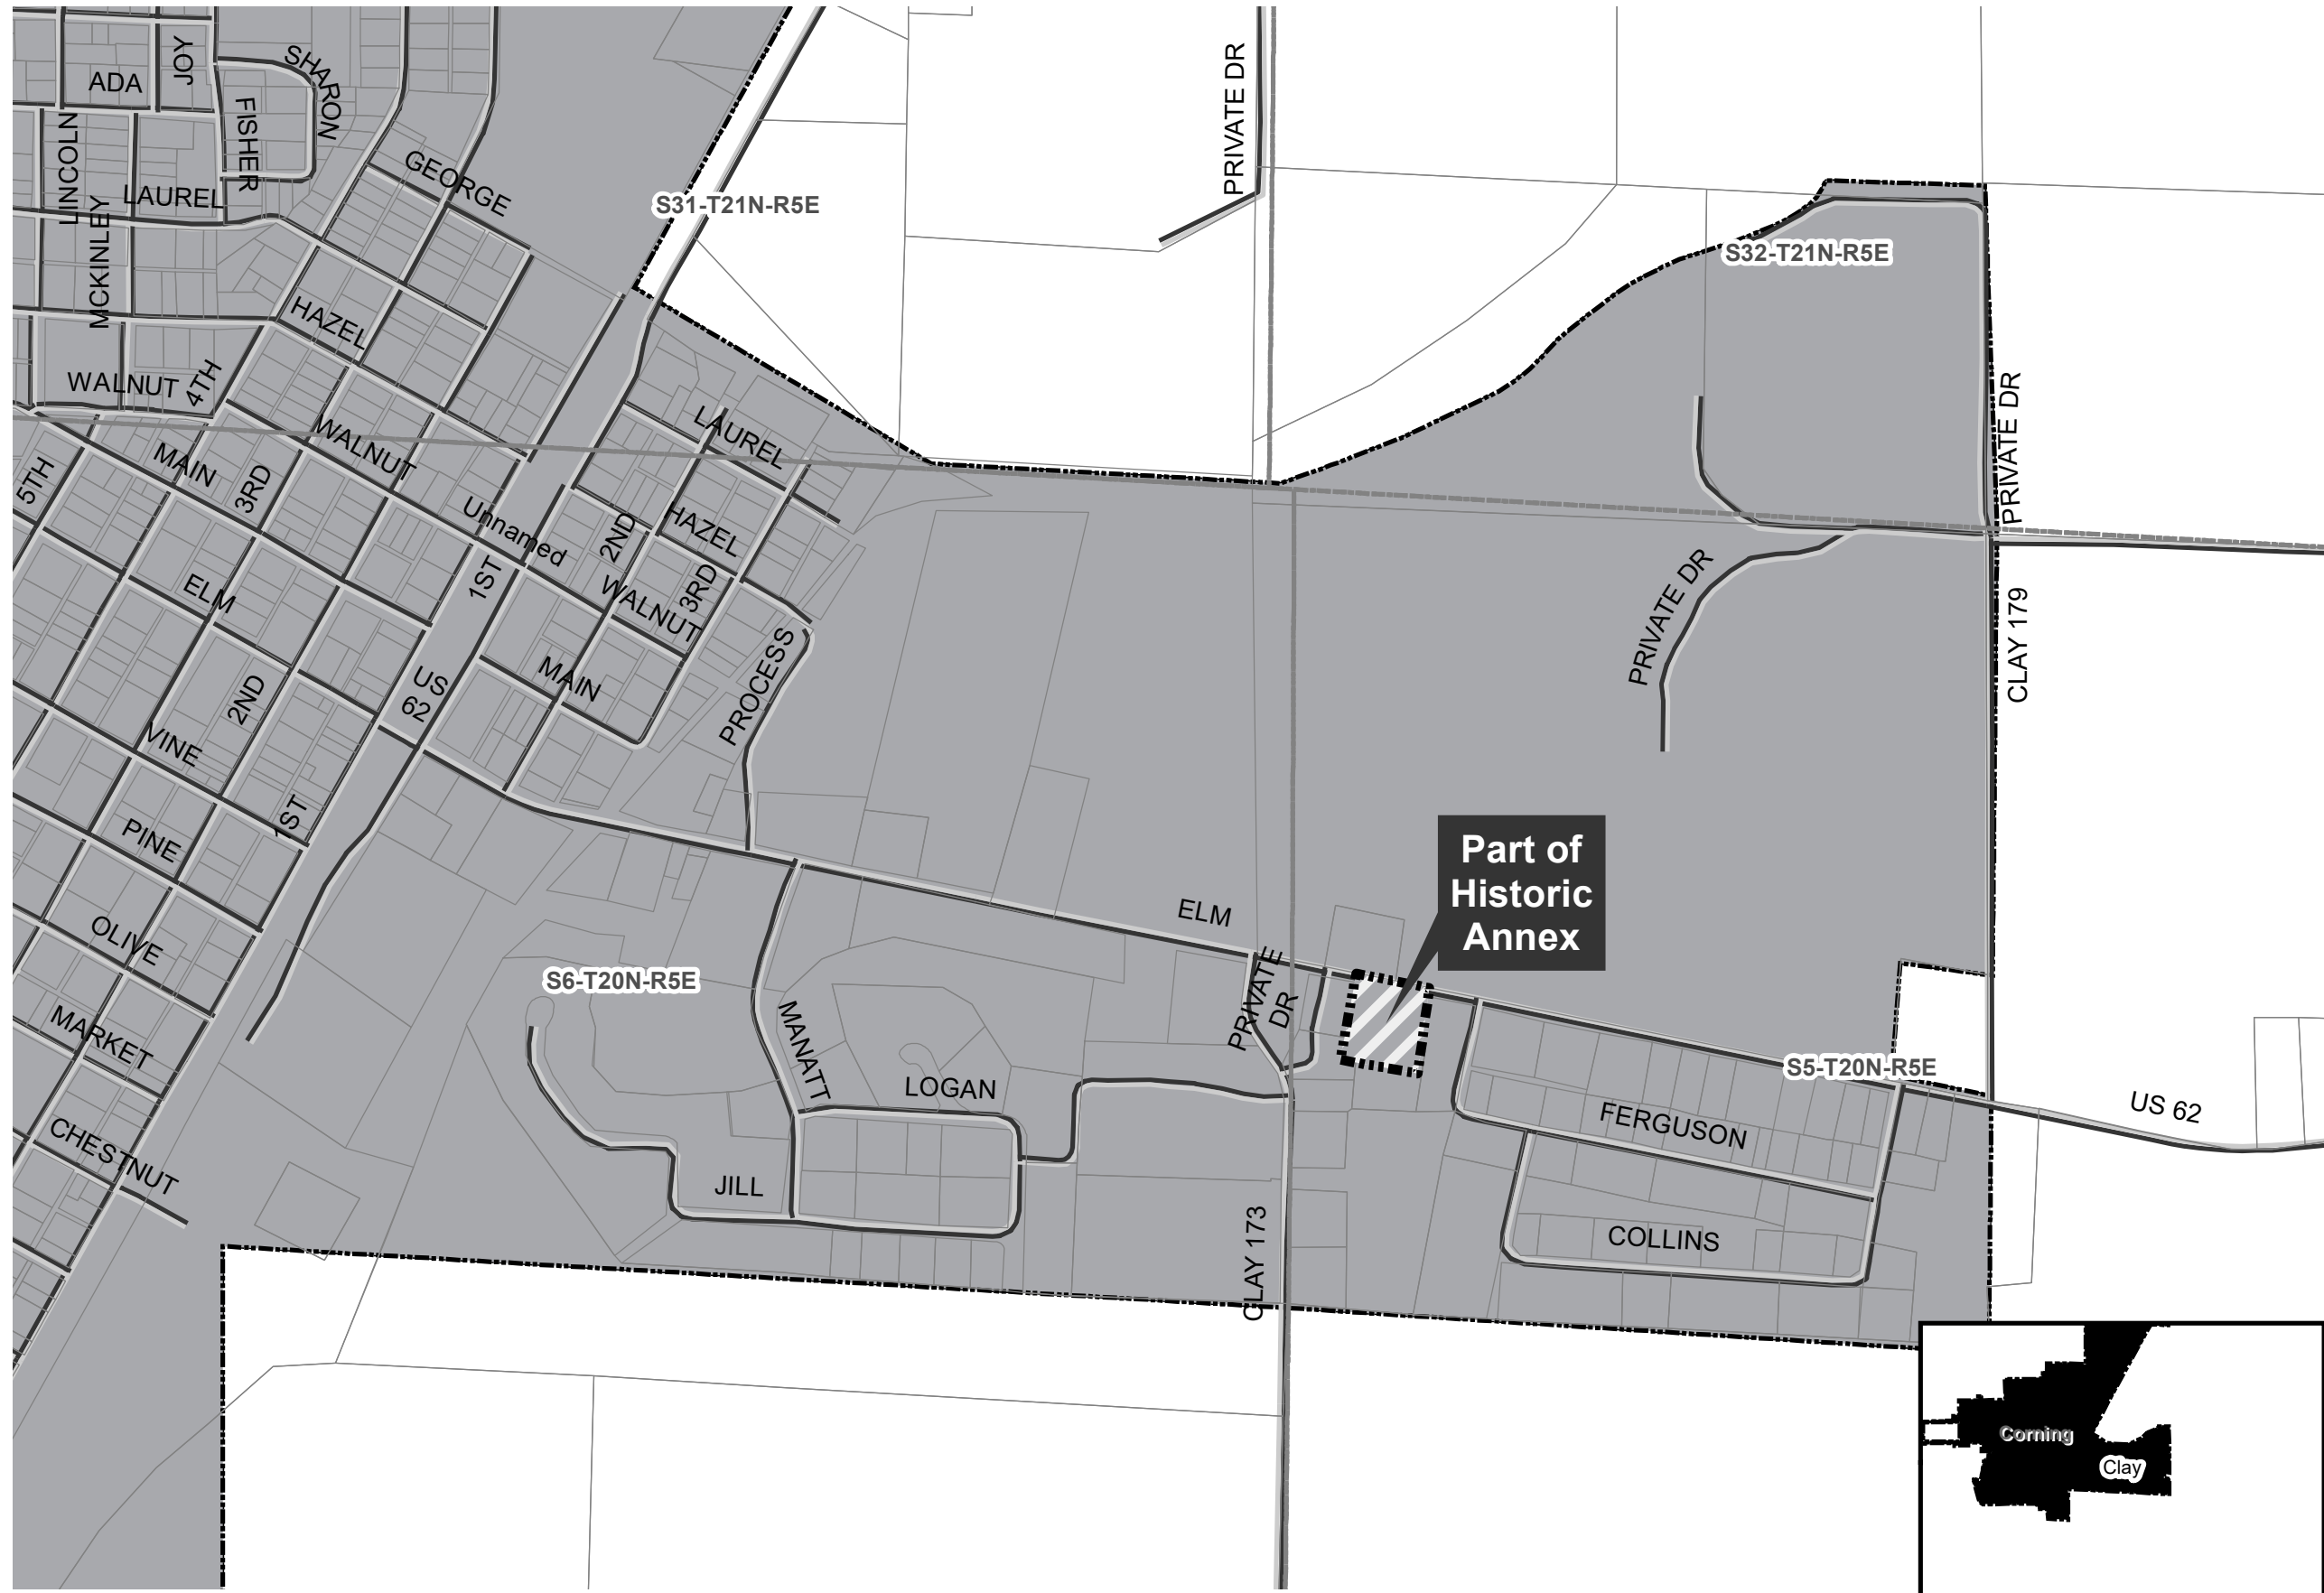 JOY
SHARON
ADA
PRIVATE DR
FISHER
LINCOLN
GEORGE
LAUREL
S31-T21N-R5E
MCKINLEY
S32-T21N-R5E
HAZEL
WALNUT
4TH
PRIVATE DR
LAUREL
WALNUT
MAIN
5TH
3RD
Unnamed
2ND
HAZEL
1ST
WALNUT
3RD
ELM
PRIVATE DR
CLAY 179
PROCESS
MAIN
US
62
2ND
VINE
1ST
PINE
Part of
Historic
Annex
ELM
OLIVE
S6-T20N-R5E
PRIVATE
DR
MANATT
MARKET
S5-T20N-R5E
LOGAN
US 62
FERGUSON
CHESTNUT
JILL
COLLINS
CLAY 173
Corning
Clay